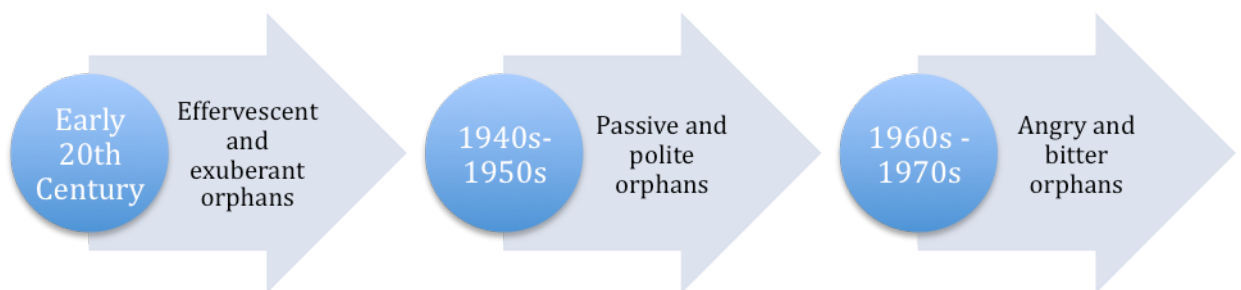 Early
20th
Century
Effervescent
and
exuberant
orphans
1940s-
1950s
Passive and
polite
orphans
1960s -
1970s
Angry and
bitter
orphans